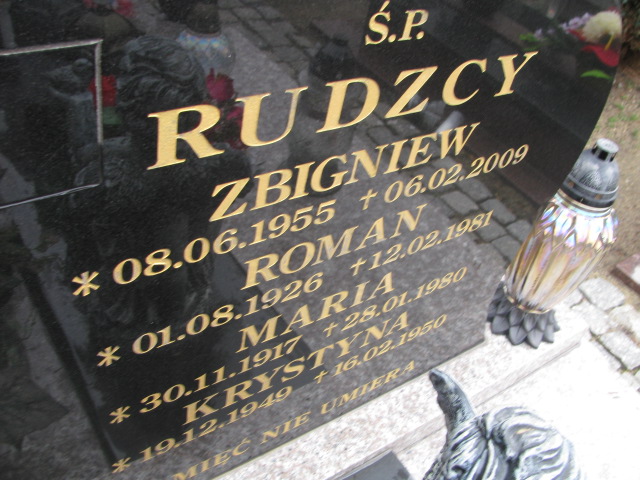 Ś.P.
RUDZCY
ZBIGNIEW
* 08.06.1955 † 06.02.2009
ROMAN
* 01.08.1926 † 12.02.1981
MARIA
* 30.11.1917 † 28.01.1980
KRYSTYNA
* 19.12.1949 † 16.02.1950
MIEĆ NIE UMIERA